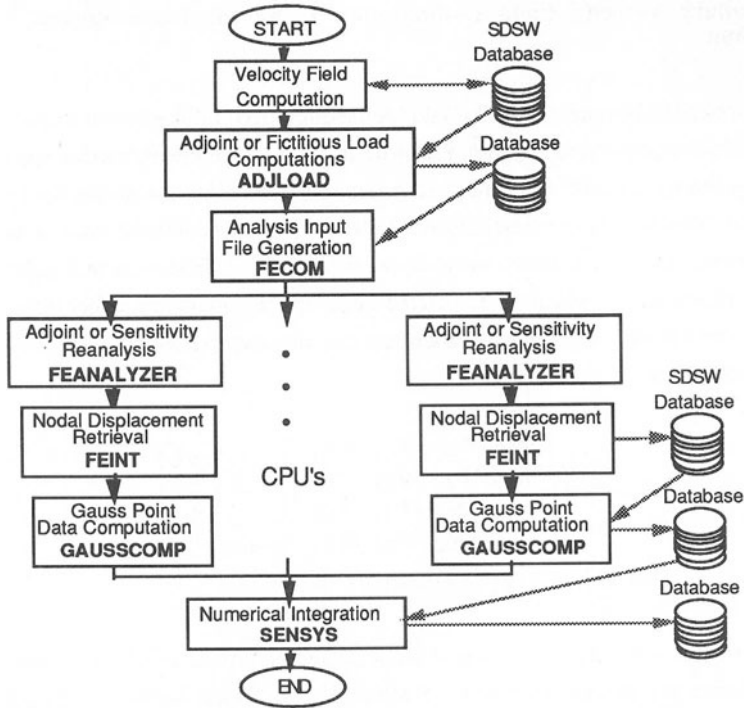 START
SDSW
Database
Velocity Field
Computation
Adjoint or Fictitious Load
Computations
ADJLOAD
Database
Analysis Input
File Generation
FECOM
Adjoint or Sensitivity
Reanalysis
FEANALYZER
Nodal Displacement
Retrieval
FEINT
Gauss Point
Data Computation
GAUSSCOMP
CPU's
Adjoint or Sensitivity
Reanalysis
FEANALYZER
Nodal Displacement
Retrieval
FEINT
Gauss Point
Data Computation
GAUSSCOMP
SDSW
Database
Database
Database
Numerical Integration
SENSYS
END